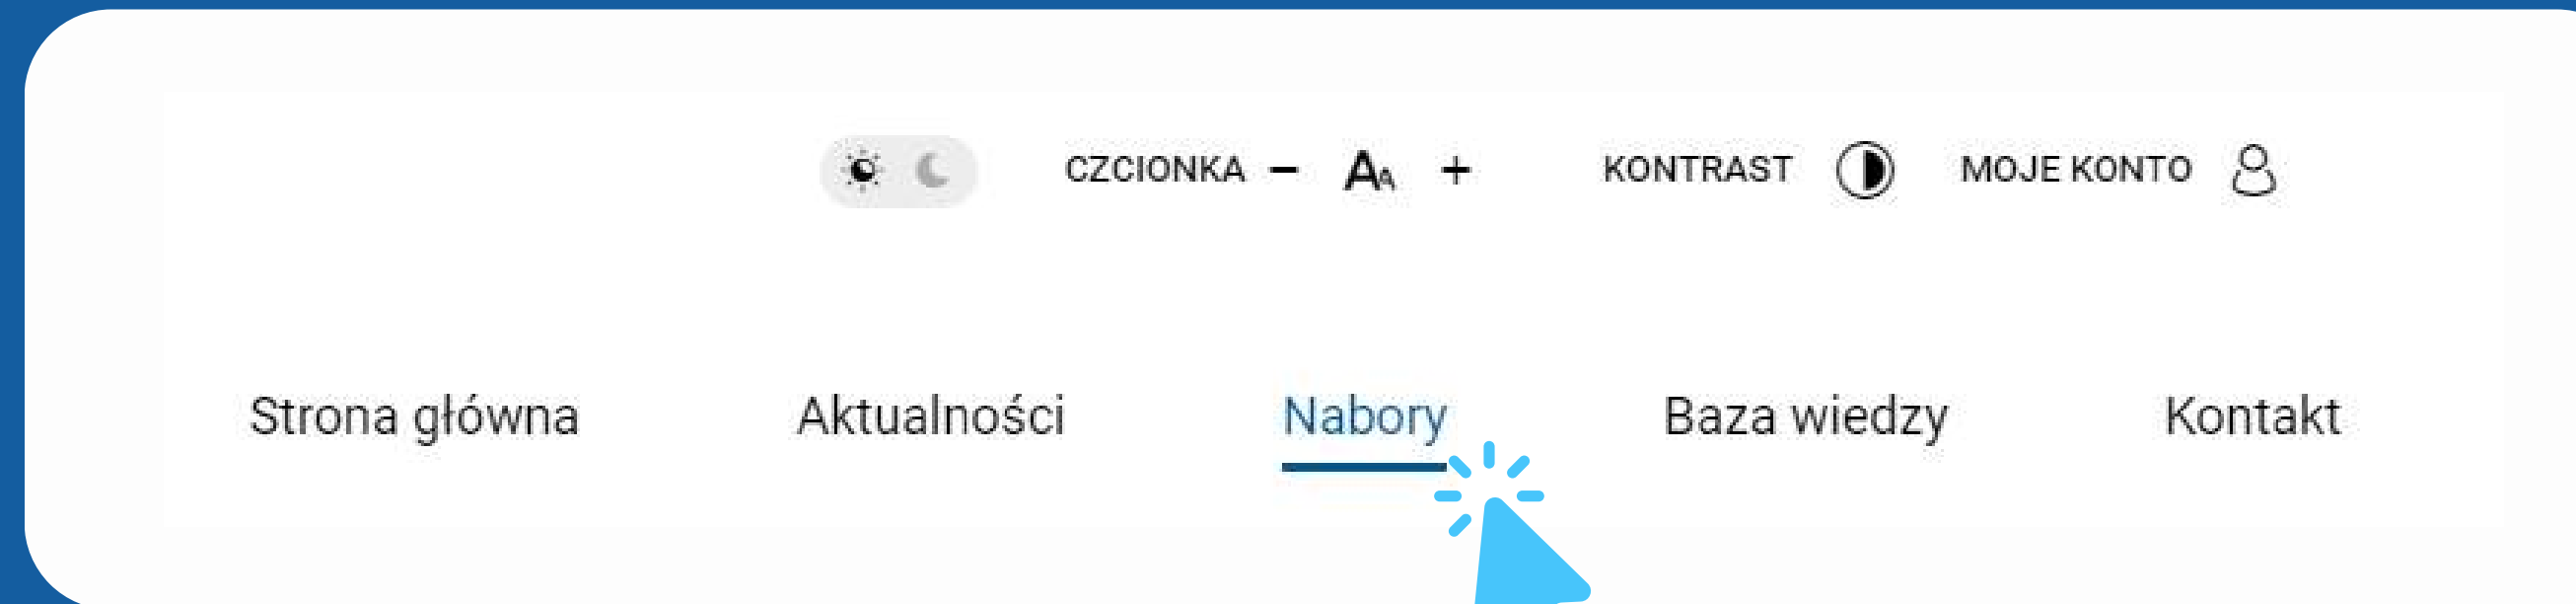 CZCIONKA − AA + KONTRAST MOJE KONTO
Strona główna Aktualności Nabory Baza wiedzy Kontakt